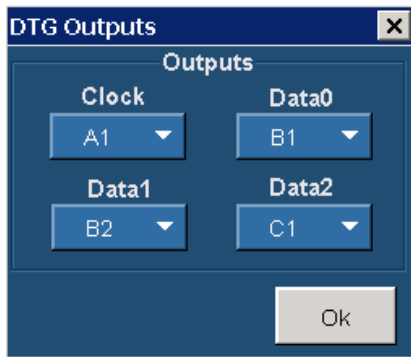 DTG Outputs
Outputs
Clock Data0
A1 B1
Data1 Data2
B2 C1
Ok